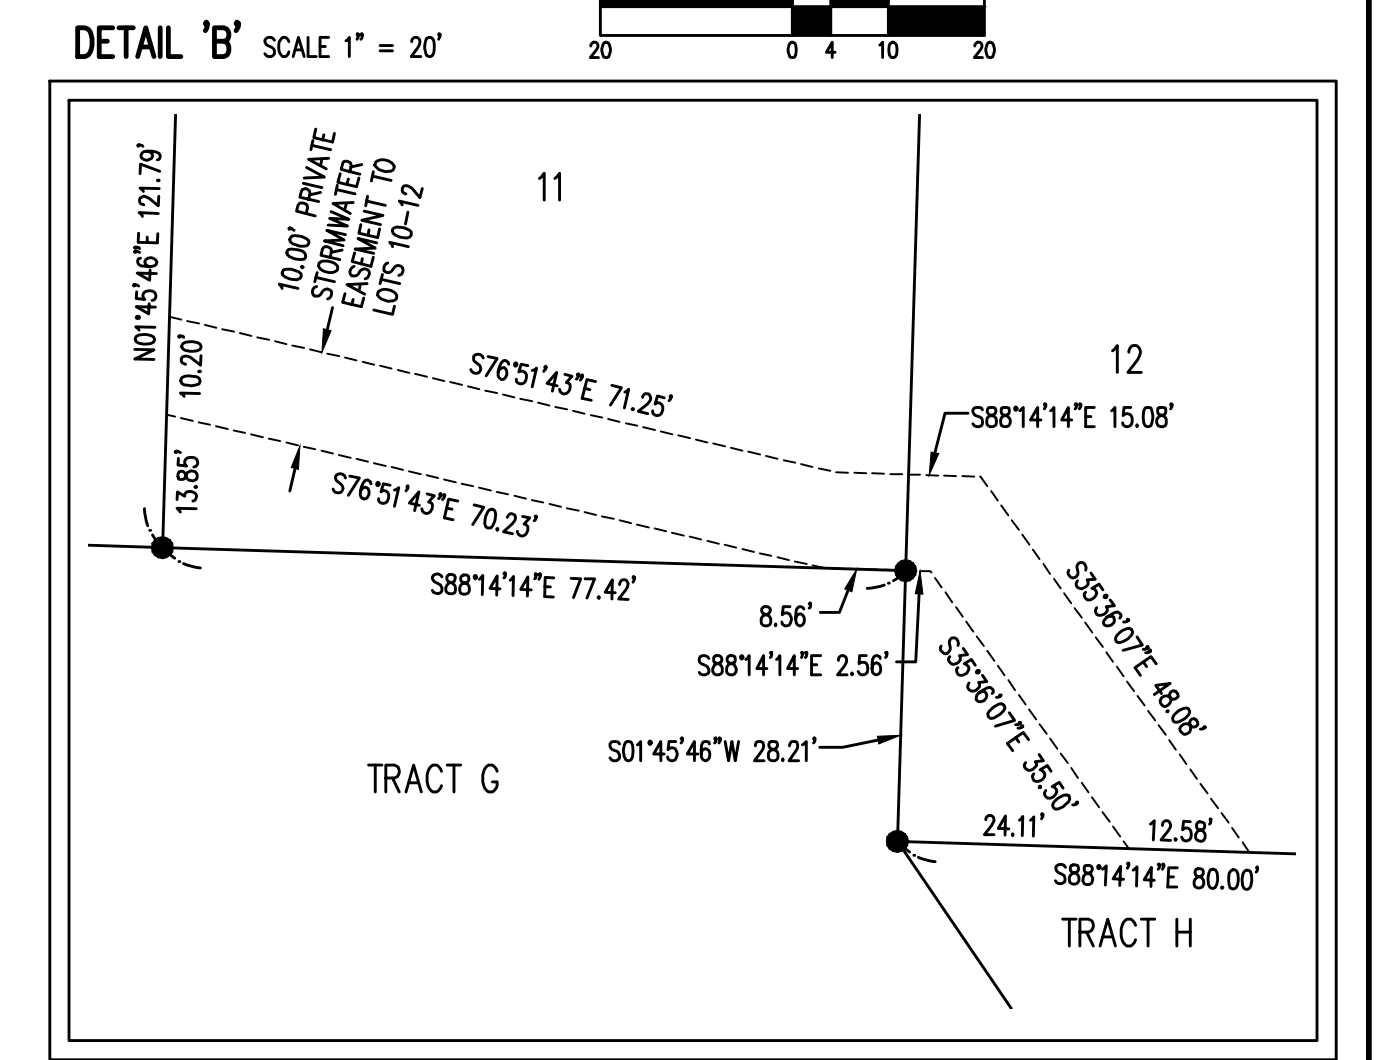 DETAIL 'B' SCALE 1" = 20'
20 0 4 10 20
N01°45'46"E 121.79'
10.00' PRIVATE
STORMWATER
EASEMENT TO
LOTS 10-12
11
12
10.20'
S76°51'43"E 71.25'
S88°14'14"E 15.08'
13.85'
S76°51'43"E 70.23'
S88°14'14"E 77.42'
8.56'
S88°14'14"E 2.56'
S35°36'07"E 48.08'
S35°36'07"E 35.50'
S01°45'46"W 28.21'
TRACT G
24.11'
12.58'
S88°14'14"E 80.00'
TRACT H